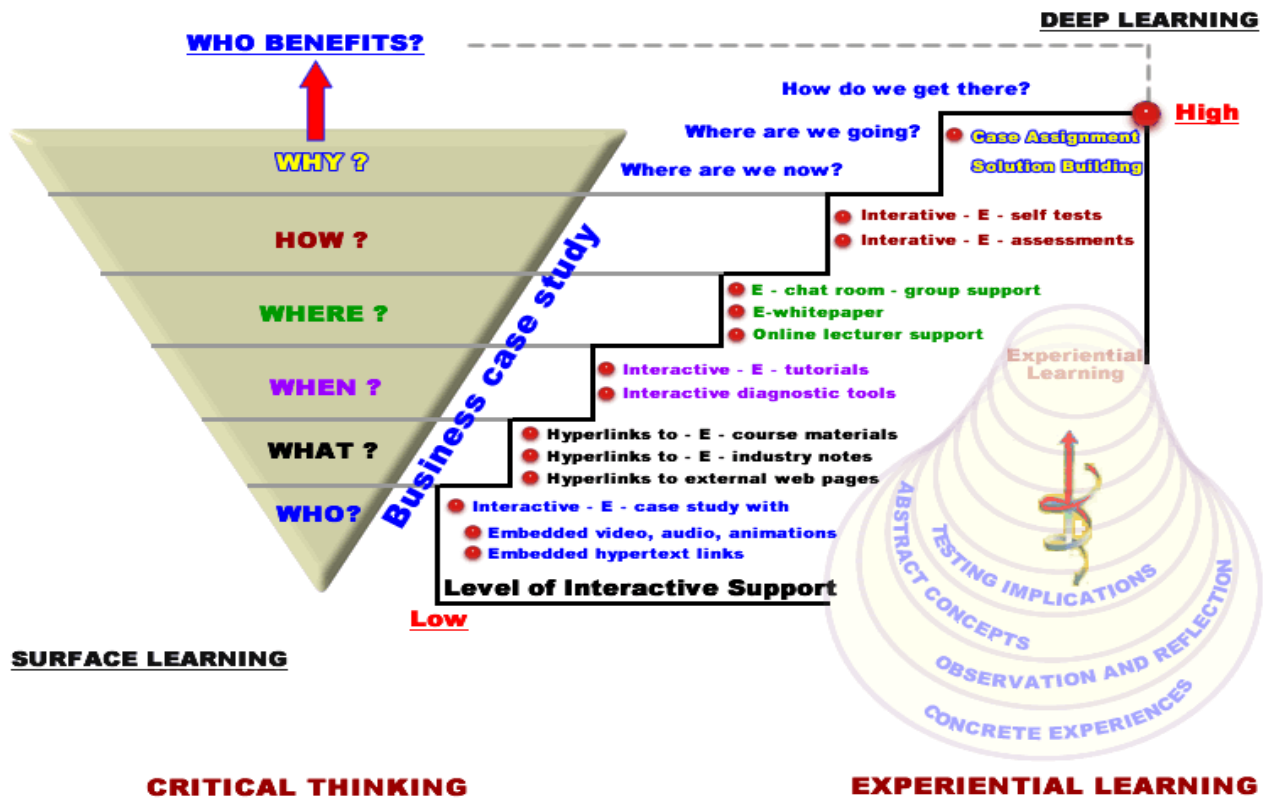 DEEP LEARNING
WHO BENEFITS?
How do we get there?
High
Where are we going?
Case Assignment
Solution Building
WHY ?
Where are we now?
HOW ?
Interative - E - self tests
Interative - E - assessments
WHERE ?
E - chat room - group support
E-whitepaper
Online lecturer support
Business case study
Experiential
Learning
WHEN ?
Interactive - E - tutorials
Interactive diagnostic tools
WHAT ?
Hyperlinks to - E - course materials
Hyperlinks to - E - industry notes
Hyperlinks to external web pages
WHO?
Interactive - E - case study with
Embedded video, audio, animations
Embedded hypertext links
Level of Interactive Support
Low
TESTING IMPLICATIONS
ABSTRACT CONCEPTS
OBSERVATION AND REFLECTION
CONCRETE EXPERIENCES
SURFACE LEARNING
CRITICAL THINKING
EXPERIENTIAL LEARNING